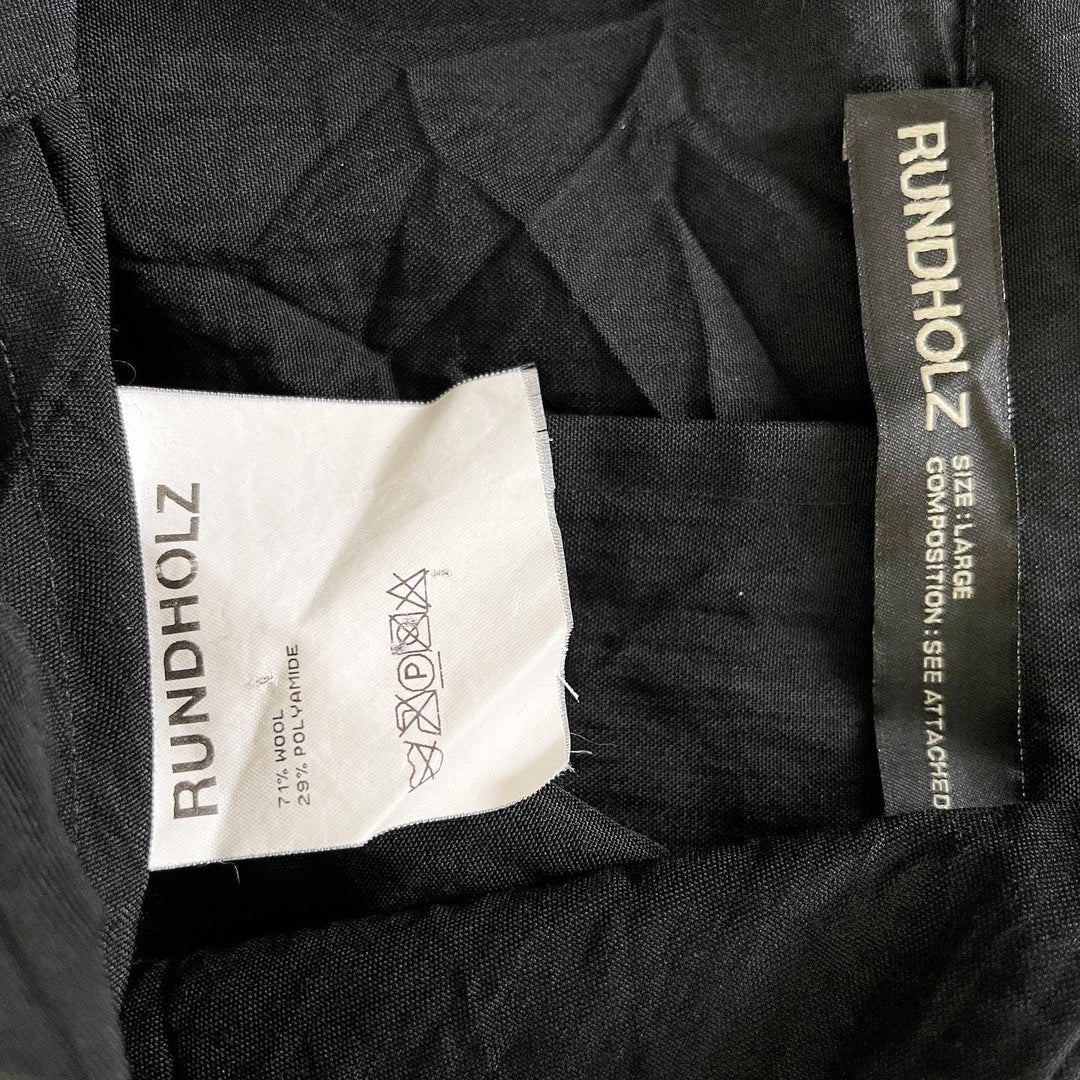 RUNDHOLZ
71% WOOL
29% POLYAMIDE
P
RUNDHOLZ
SIZE : LARGE
COMPOSITION : SEE ATTACHED